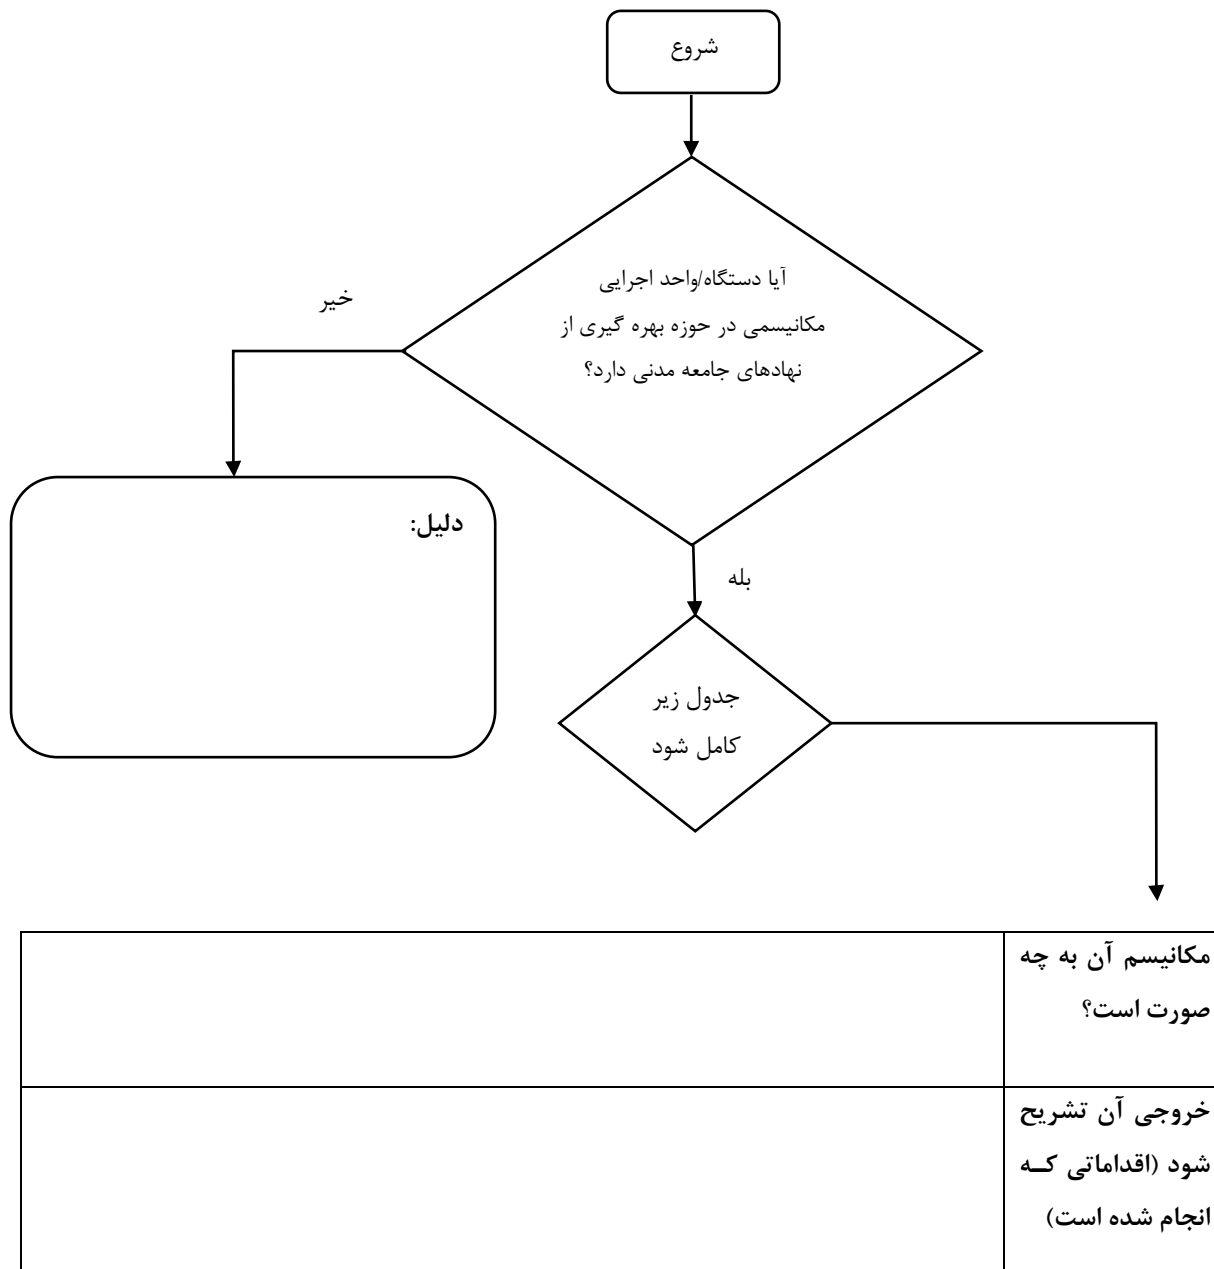 شروع
آیا دستگاه/واحد اجرایی
مکانیسمی در حوزه بهره گیری از
نهادهای جامعه مدنی دارد؟
خیر
دلیل:
بله
جدول زیر
کامل شود
مکانیسم آن به چه
صورت است؟
خروجی آن تشریح
شود (اقداماتی کــه
انجام شده است)